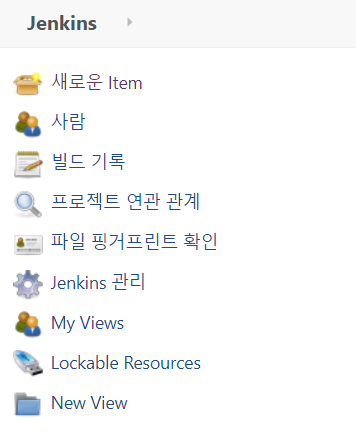 Jenkins
새로운 Item
사람
빌드 기록
프로젝트 연관 관계
파일 핑거프린트 확인
Jenkins 관리
My Views
Lockable Resources
New View